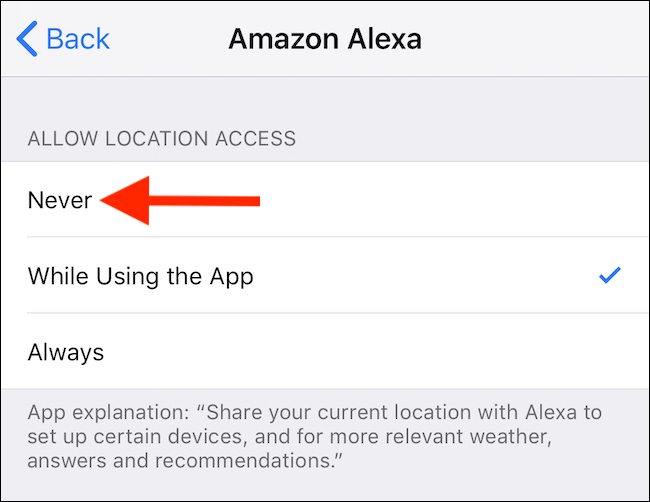 Back
Amazon Alexa
ALLOW LOCATION ACCESS
Never
While Using the App
Always
App explanation: “Share your current location with Alexa to
set up certain devices, and for more relevant weather,
answers and recommendations.”